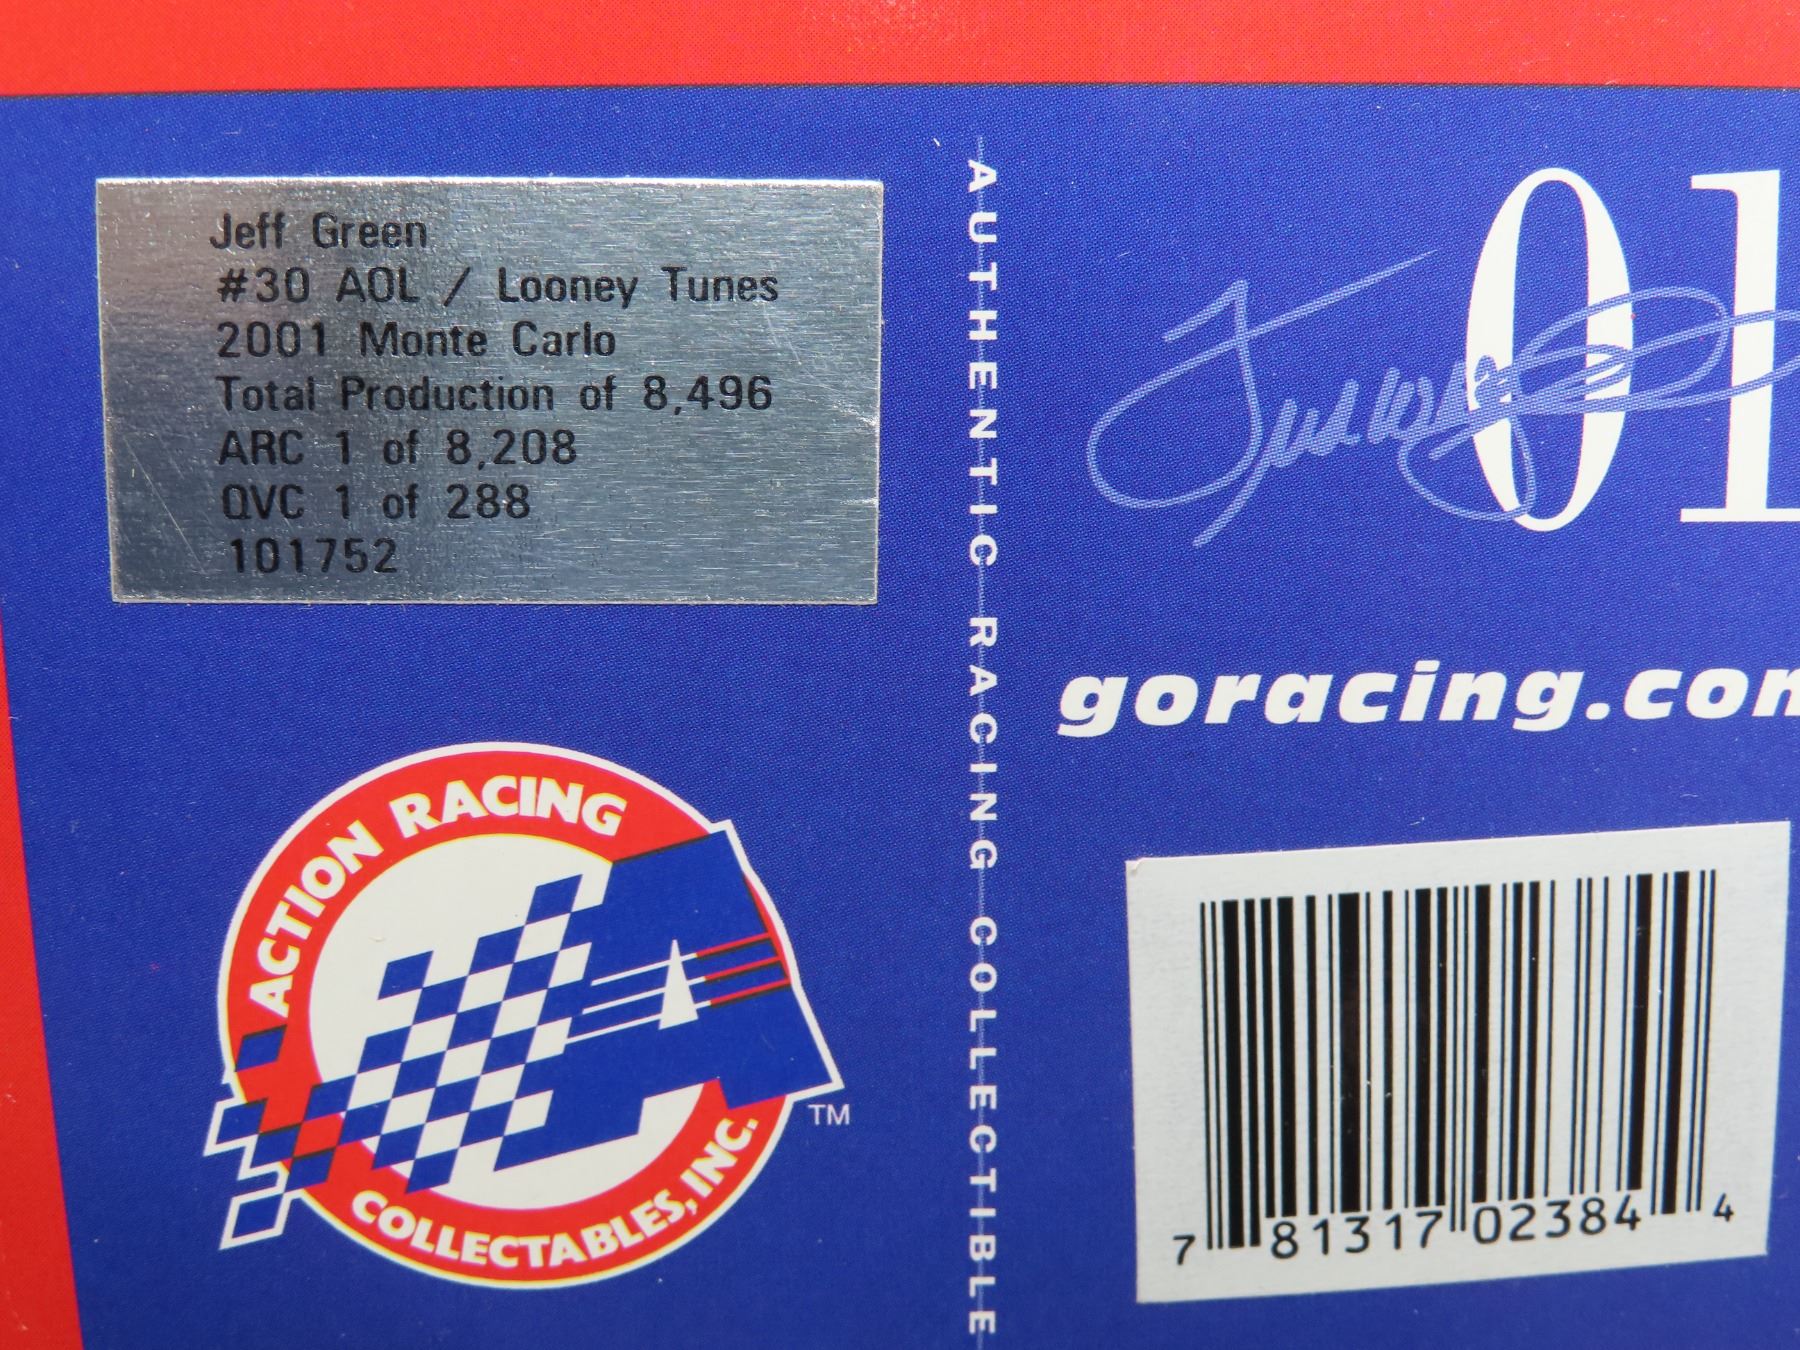 Jeff Green
#30 AOL / Looney Tunes
2001 Monte Carlo
Total Production of 8,496
ARC 1 of 8,208
QVC 1 of 288
101752
ACTION RACING
COLLECTABLES, INC.
TM
AUTHENTIC RACING COLLECTIBLE
01
goracing.com
7 81317 02384 4